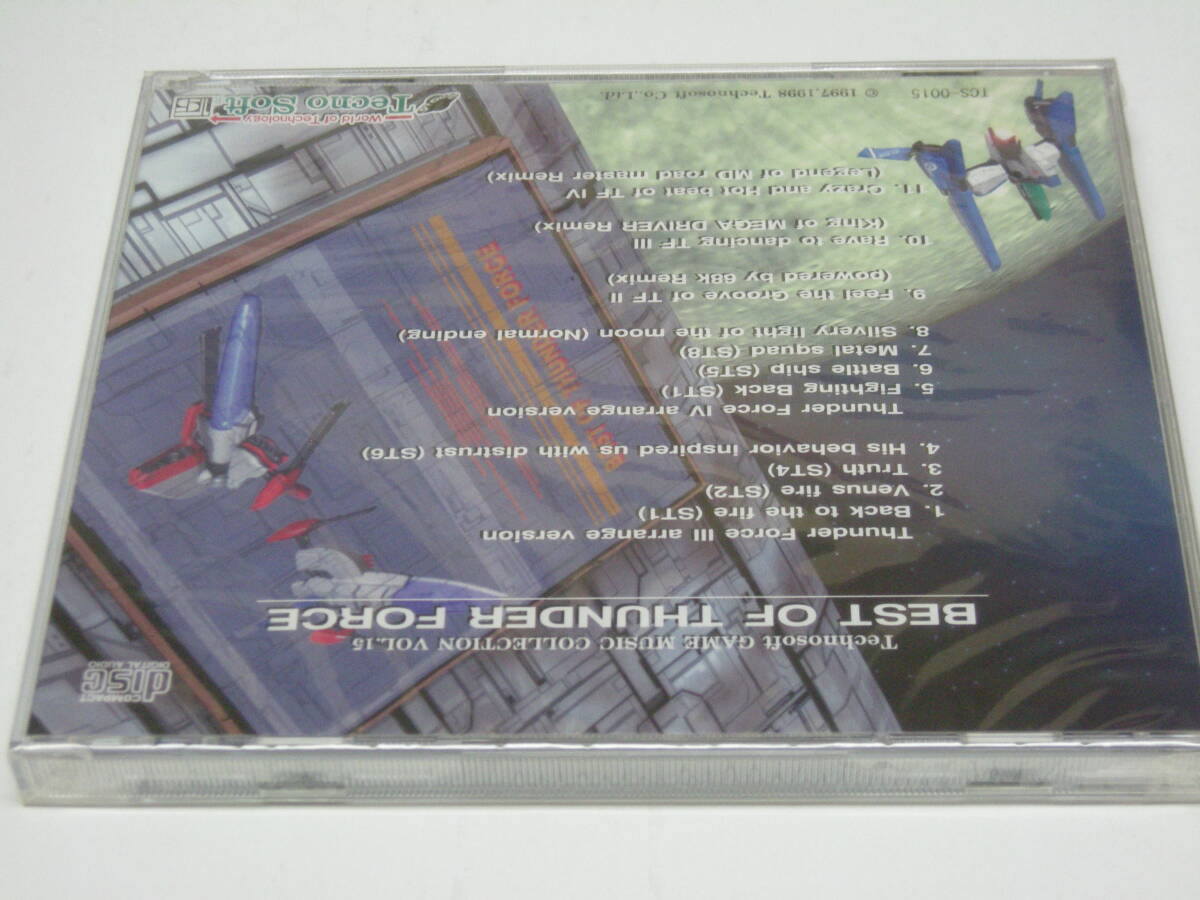 Technosoft GAME MUSIC COLLECTION VOL.15
BEST OF THUNDER FORCE
Thunder Force III arrange version
1. Back to the fire (ST1)
2. Venus fire (ST2)
3. Truth (ST4)
4. His behavior inspired us with distrust (ST6)
Thunder Force IV arrange version
5. Fighting Back (ST1)
6. Battle ship (ST5)
7. Metal squad (ST8)
8. Silvery light of the moon (Normal ending)
9. Feel the Groove of TF II
(powered by 68k Remix)
10. Rave to dancing TF III
(King of MEGA DRIVER Remix)
11. Crazy and Hot beat of TF IV
(Legend of MD road master Remix)
TCS-0015
© 1997,1998 Technosoft Co.,Ltd.
World of Technology
Tecno Soft
COMPACT
disc
DIGITAL AUDIO
BEST OF THUNDER FORCE